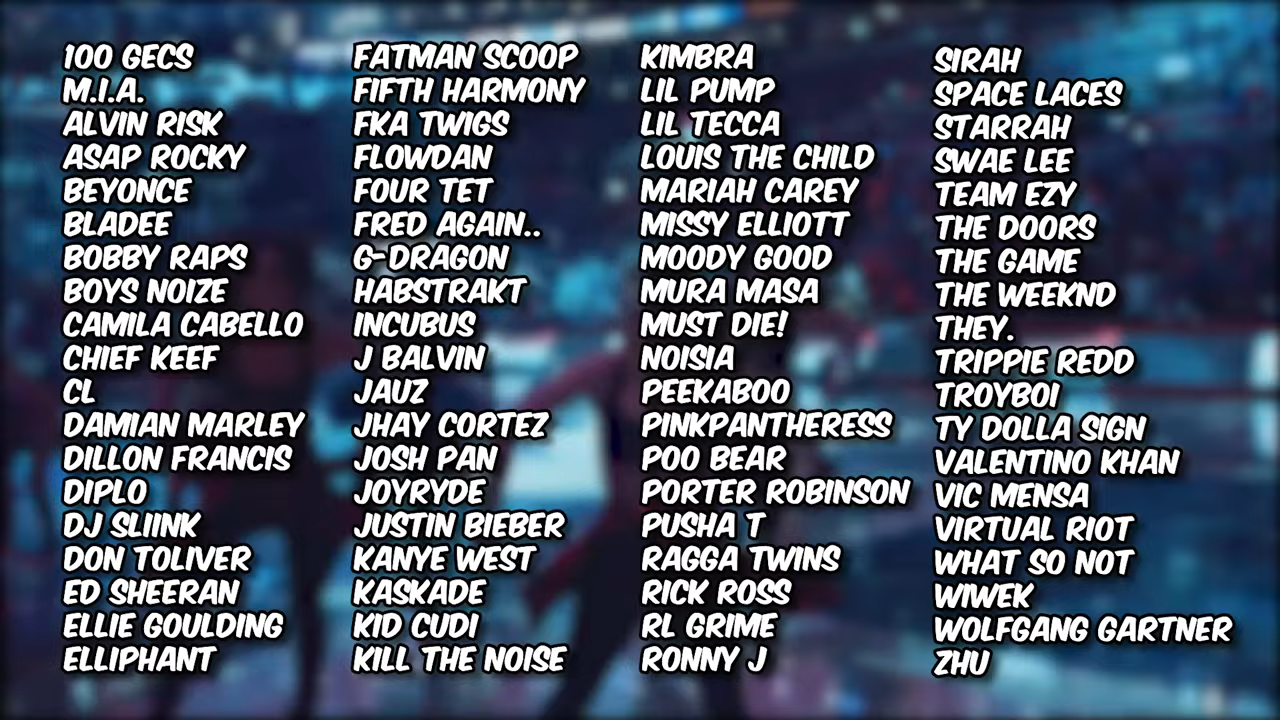 100 GECS
M.I.A.
ALVIN RISK
ASAP ROCKY
BEYONCE
BLADEE
BOBBY RAPS
BOYS NOIZE
CAMILA CABELLO
CHIEF KEEF
CL
DAMIAN MARLEY
DILLON FRANCIS
DIPLO
DJ SLIINK
DON TOLIVER
ED SHEERAN
ELLIE GOULDING
ELLIPHANT
FATMAN SCOOP
FIFTH HARMONY
FKA TWIGS
FLOWDAN
FOUR TET
FRED AGAIN..
G-DRAGON
HABSTRAKT
INCUBUS
J BALVIN
JAUZ
JHAY CORTEZ
JOSH PAN
JOYRYDE
JUSTIN BIEBER
KANYE WEST
KASKADE
KID CUDI
KILL THE NOISE
KIMBRA
LIL PUMP
LIL TECCA
LOUIS THE CHILD
MARIAH CAREY
MISSY ELLIOTT
MOODY GOOD
MURA MASA
MUST DIE!
NOISIA
PEEKABOO
PINKPANTHERESS
POO BEAR
PORTER ROBINSON
PUSHA T
RAGGA TWINS
RICK ROSS
RL GRIME
RONNY J
SIRAH
SPACE LACES
STARRAH
SWAE LEE
TEAM EZY
THE DOORS
THE GAME
THE WEEKND
THEY.
TRIPPIE REDD
TROYBOI
TY DOLLA SIGN
VALENTINO KHAN
VIC MENSA
VIRTUAL RIOT
WHAT SO NOT
WIWEK
WOLFGANG GARTNER
ZHU